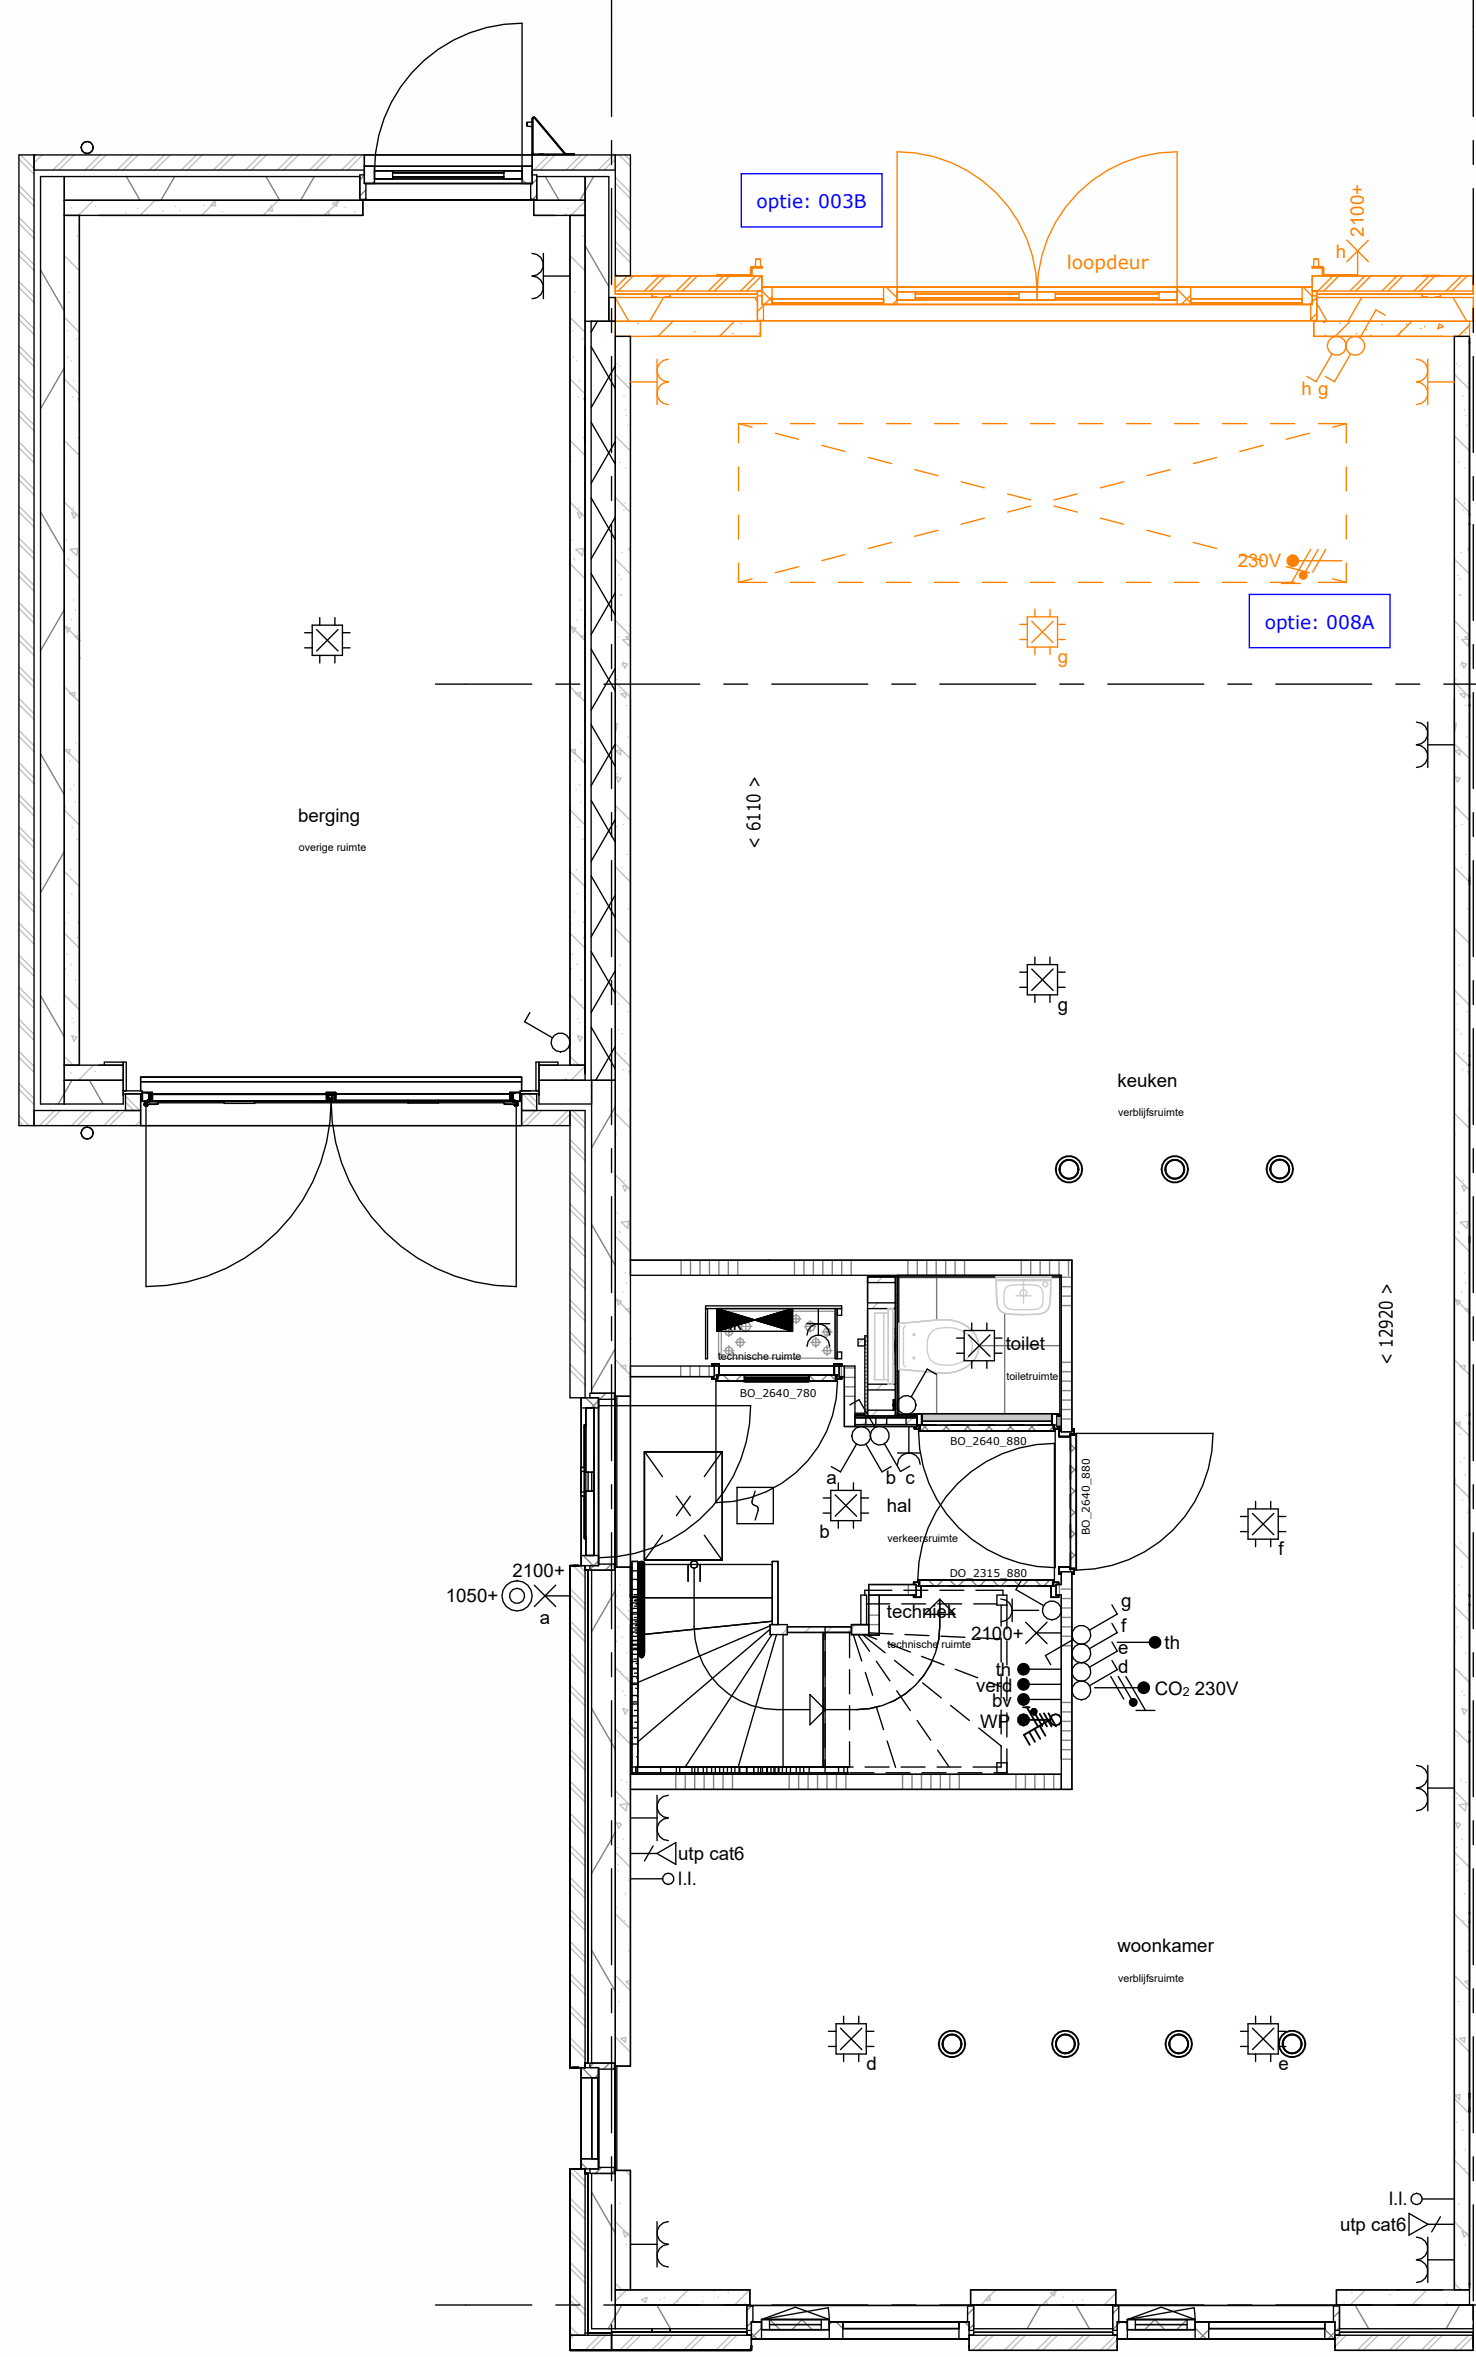 optie: 003B
loopdeur
h
2100+
h g
230V
optie: 008A
g
< 6110 >
berging
overige ruimte
g
keuken
verblijfsruimte
< 12920 >
toilet
technische ruimte
toiletruimte
BO_2640_780
BO_2640_880
a
b c
BO_2640_880
hal
b
verkeersruimte
f
DO_2315_880
2100+
1050+
a
techniek
technische ruimte
2100+
g
f
e
d
th
th
verd
bv
WP
CO₂ 230V
utp cat6
l.l.
woonkamer
verblijfsruimte
d
e
l.l.
utp cat6